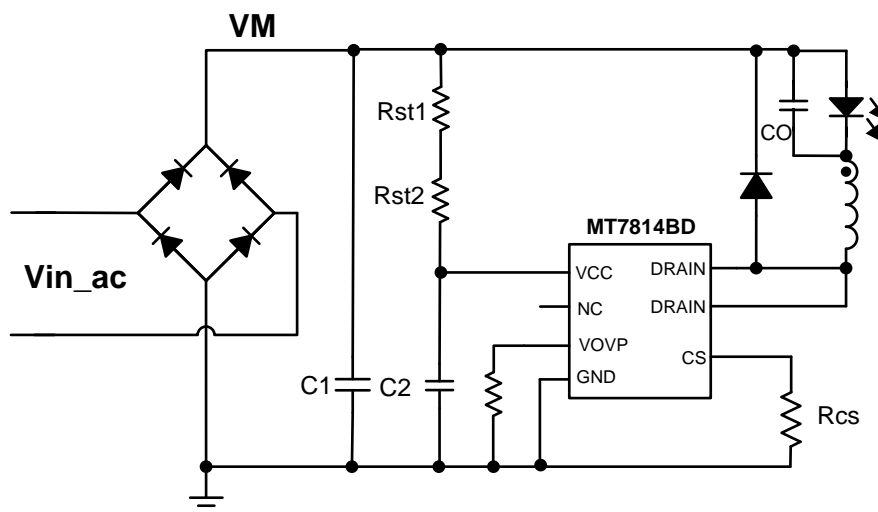 VM
Rst1
CO
Rst2
MT7814BD
Vin_ac
VCC
DRAIN
NC
DRAIN
VOVP
CS
GND
C1
C2
Rcs